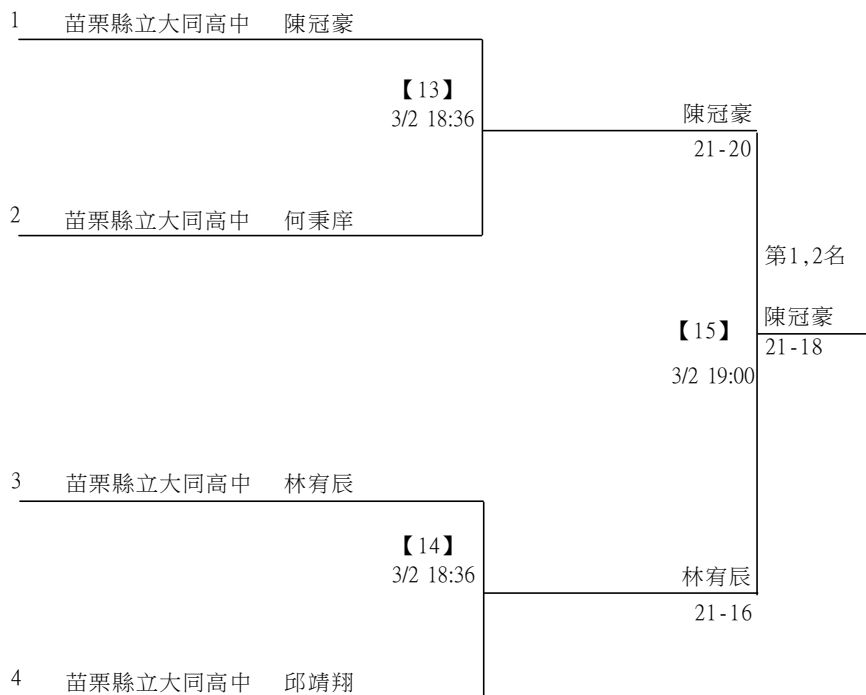 1 苗栗縣立大同高中 陳冠豪
【13】
3/2 18:36
陳冠豪
21-20
2 苗栗縣立大同高中 何秉庠
第1,2名
【15】
陳冠豪
21-18
3/2 19:00
3 苗栗縣立大同高中 林宥辰
【14】
3/2 18:36
林宥辰
21-16
4 苗栗縣立大同高中 邱靖翔